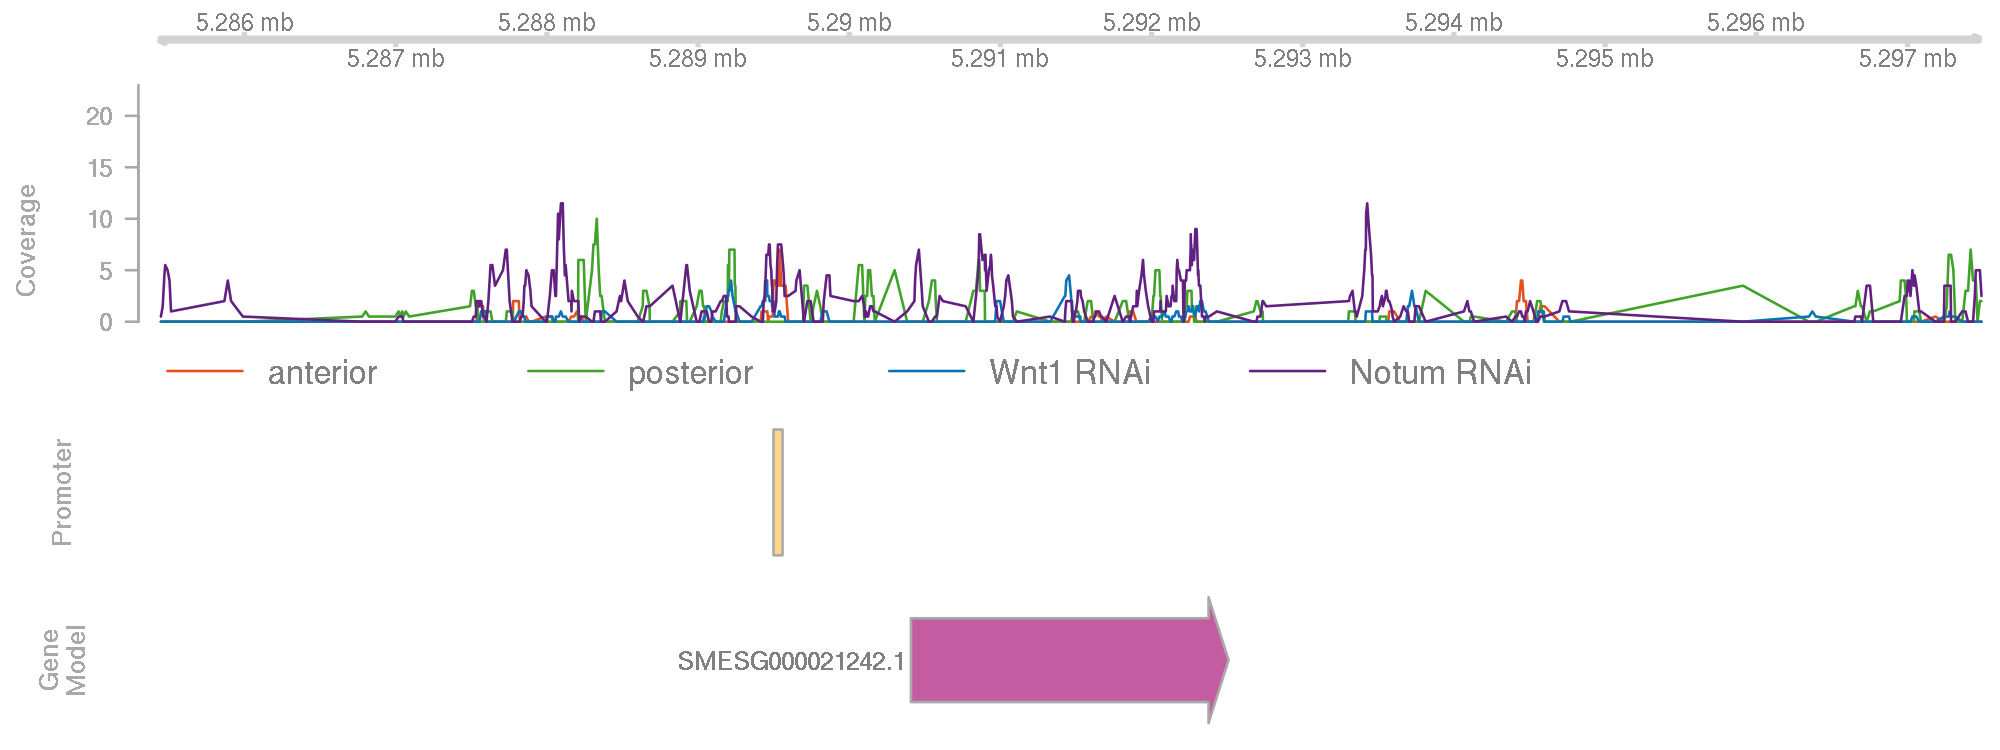 5.286 mb 5.288 mb 5.29 mb 5.292 mb 5.294 mb 5.296 mb
5.287 mb 5.289 mb 5.291 mb 5.293 mb 5.295 mb 5.297 mb
Coverage
20
15
10
5
0
anterior posterior Wnt1 RNAi Notum RNAi
Promoter
Gene
Model
SMESG000021242.1